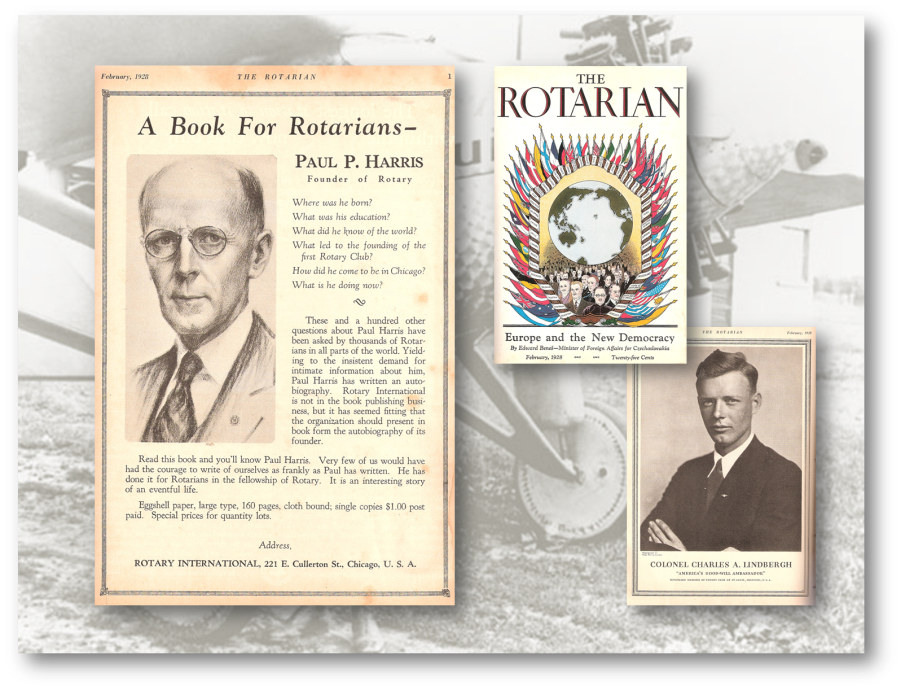 February, 1928
THE ROTARIAN
1
A Book For Rotarians—
PAUL P. HARRIS
Founder of Rotary
Where was he born?
What was his education?
What did he know of the world?
What led to the founding of the
first Rotary Club?
How did he come to be in Chicago?
What is he doing now?
These and a hundred other
questions about Paul Harris have
been asked by thousands of Rotar-
ians in all parts of the world. Yield-
ing to the insistent demand for
intimate information about him,
Paul Harris has written an auto-
biography. Rotary International
is not in the book publishing busi-
ness, but it has seemed fitting that
the organization should present in
book form the autobiography of its
founder.
Read this book and you'll know Paul Harris. Very few of us would have
had the courage to write of ourselves as frankly as Paul has written. He has
done it for Rotarians in the fellowship of Rotary. It is an interesting story
of an eventful life.
Eggshell paper, large type, 160 pages, cloth bound; single copies $1.00 post
paid. Special prices for quantity lots.
Address,
ROTARY INTERNATIONAL, 221 E. Cullerton St., Chicago, U. S. A.
THE
ROTARIAN
Europe and the New Democracy
By Edward Benel—Minister of Foreign Affairs for Czechoslovakia
February, 1928
Twenty-five Cents
THE ROTARIAN
February, 1928
COLONEL CHARLES A. LINDBERGH
"AMERICA'S GOOD-WILL AMBASSADOR"